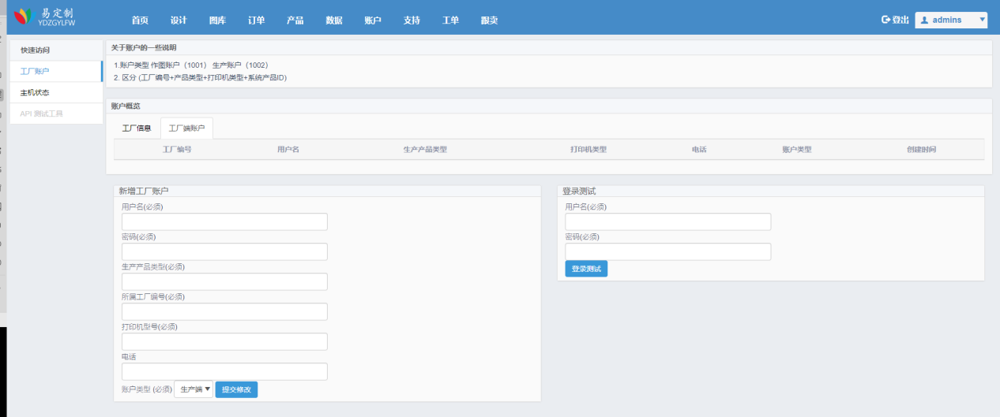 易定制
YDZGYLFW
首页 设计 图库 订单 产品 数据 账户 支持 工单 跟卖
登出 admins
快速访问
工厂账户
主机状态
API 测试工具
关于账户的一些说明
1.账户类型 作图账户（1001） 生产账户（1002）
2. 区分 (工厂编号+产品类型+打印机类型+系统产品ID)
账户概览
工厂信息 工厂端账户
工厂编号 用户名 生产产品类型 打印机类型 电话 账户类型 创建时间
新增工厂账户
用户名(必须)
密码(必须)
生产产品类型(必须)
所属工厂编号(必须)
打印机型号(必须)
电话
账户类型 (必须) 生产端 提交修改
登录测试
用户名(必须)
密码(必须)
登录测试